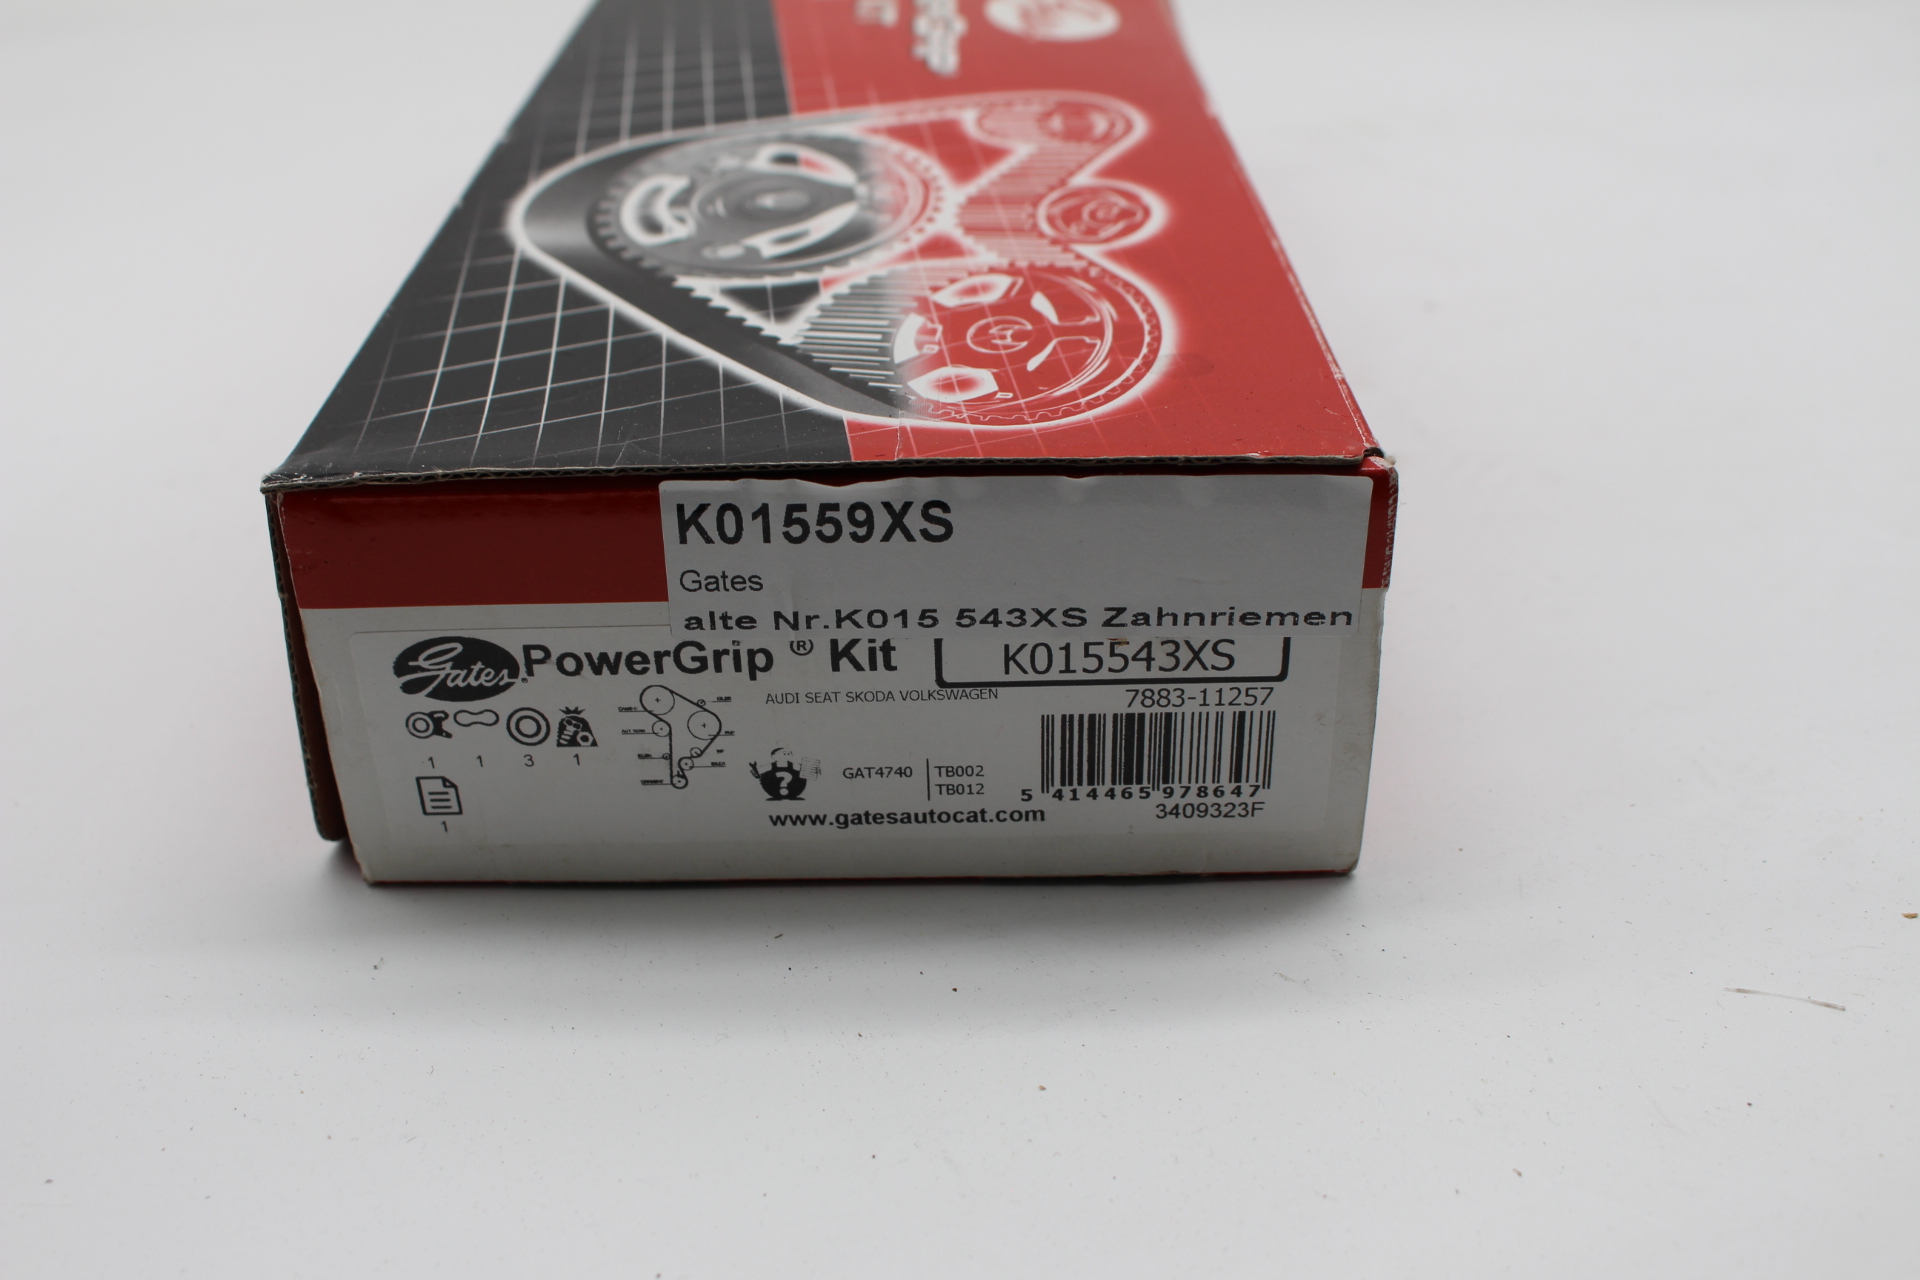 K01559XS
Gates
alte Nr.K015 543XS Zahnriemen
Gates PowerGrip ® Kit K015543XS
AUDI SEAT SKODA VOLKSWAGEN 7883-11257
1 1 3 1
GAT4740 TB002
TB012
5 414465 978647
1
www.gatesautocat.com 3409323F